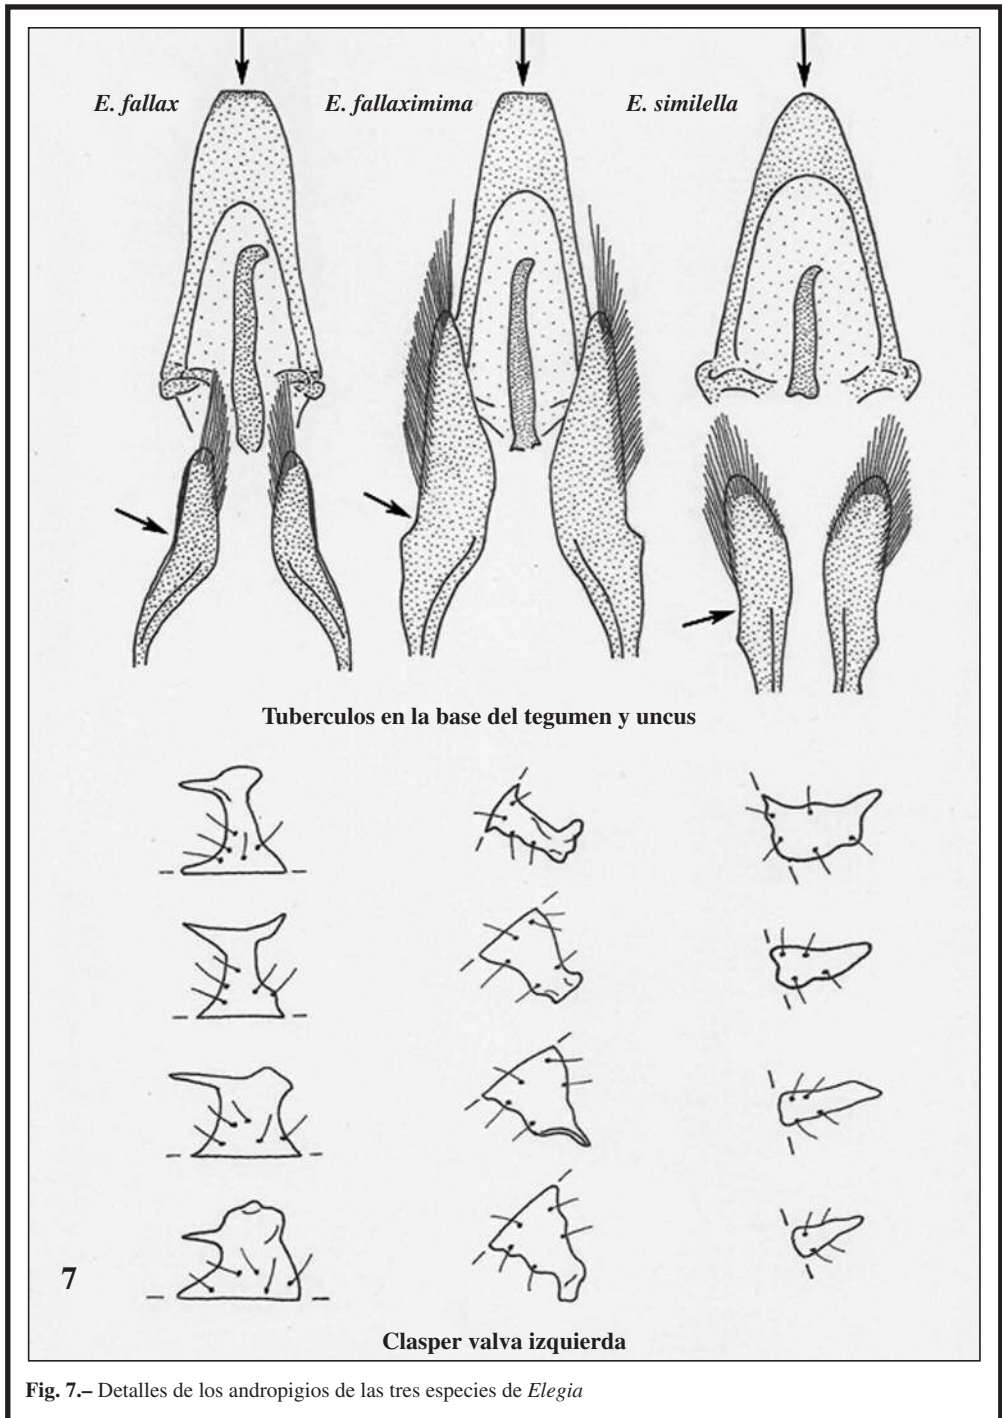 E. fallax E. fallaximima E. similella
Tuberculos en la base del tegumen y uncus
7
Clasper valva izquierda
Fig. 7.– Detalles de los andropigios de las tres especies de Elegia